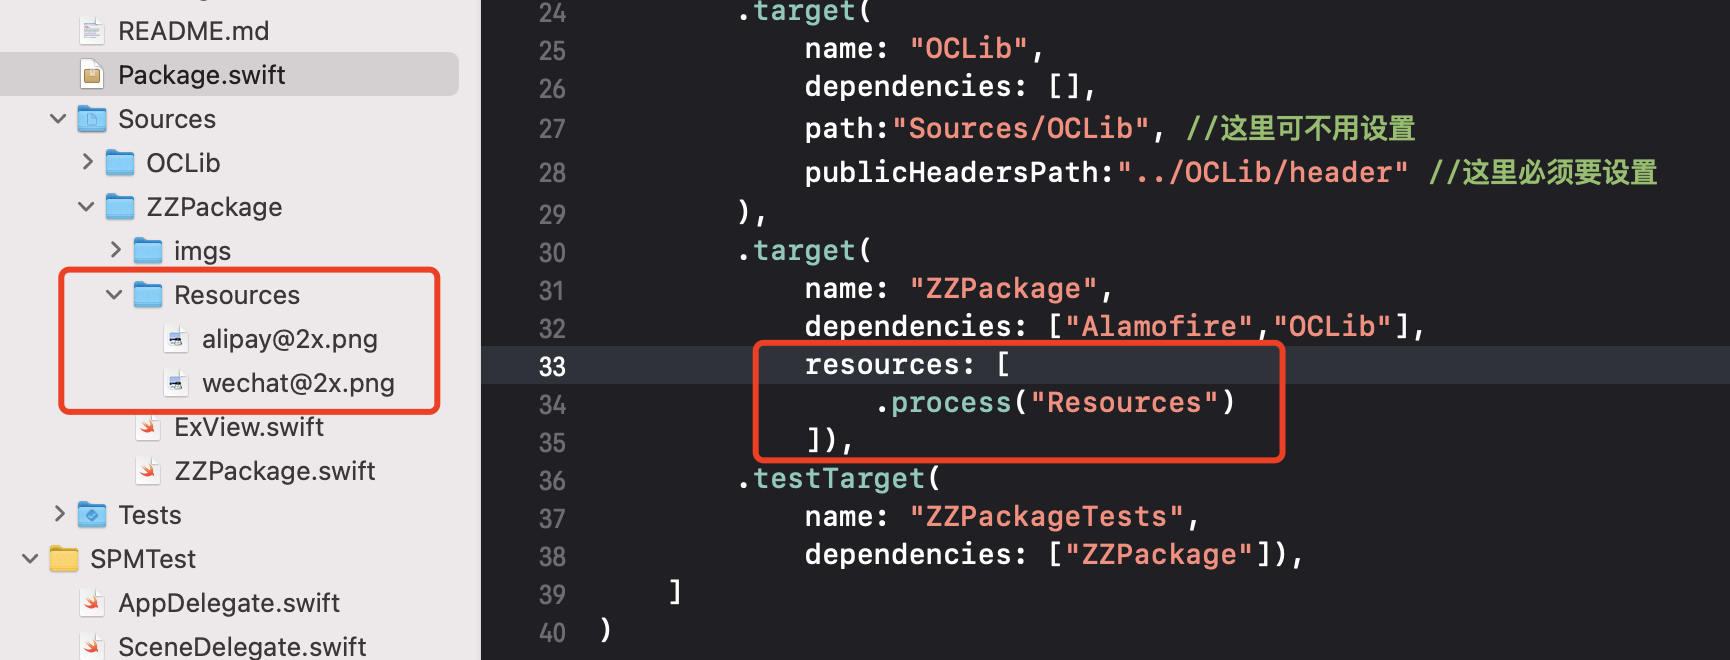 README.md
Package.swift
Sources
OCLib
ZZPackage
imgs
Resources
alipay@2x.png
wechat@2x.png
ExView.swift
ZZPackage.swift
Tests
SPMTest
AppDelegate.swift
SceneDelegate.swift
24 .target(
25 name: "OCLib",
26 dependencies: [],
27 path:"Sources/OCLib", //这里可不用设置
28 publicHeadersPath:"../OCLib/header" //这里必须要设置
29 ),
30 .target(
31 name: "ZZPackage",
32 dependencies: ["Alamofire","OCLib"],
33 resources: [
34 .process("Resources")
35 ]),
36 .testTarget(
37 name: "ZZPackageTests",
38 dependencies: ["ZZPackage"]),
39 ]
40 )